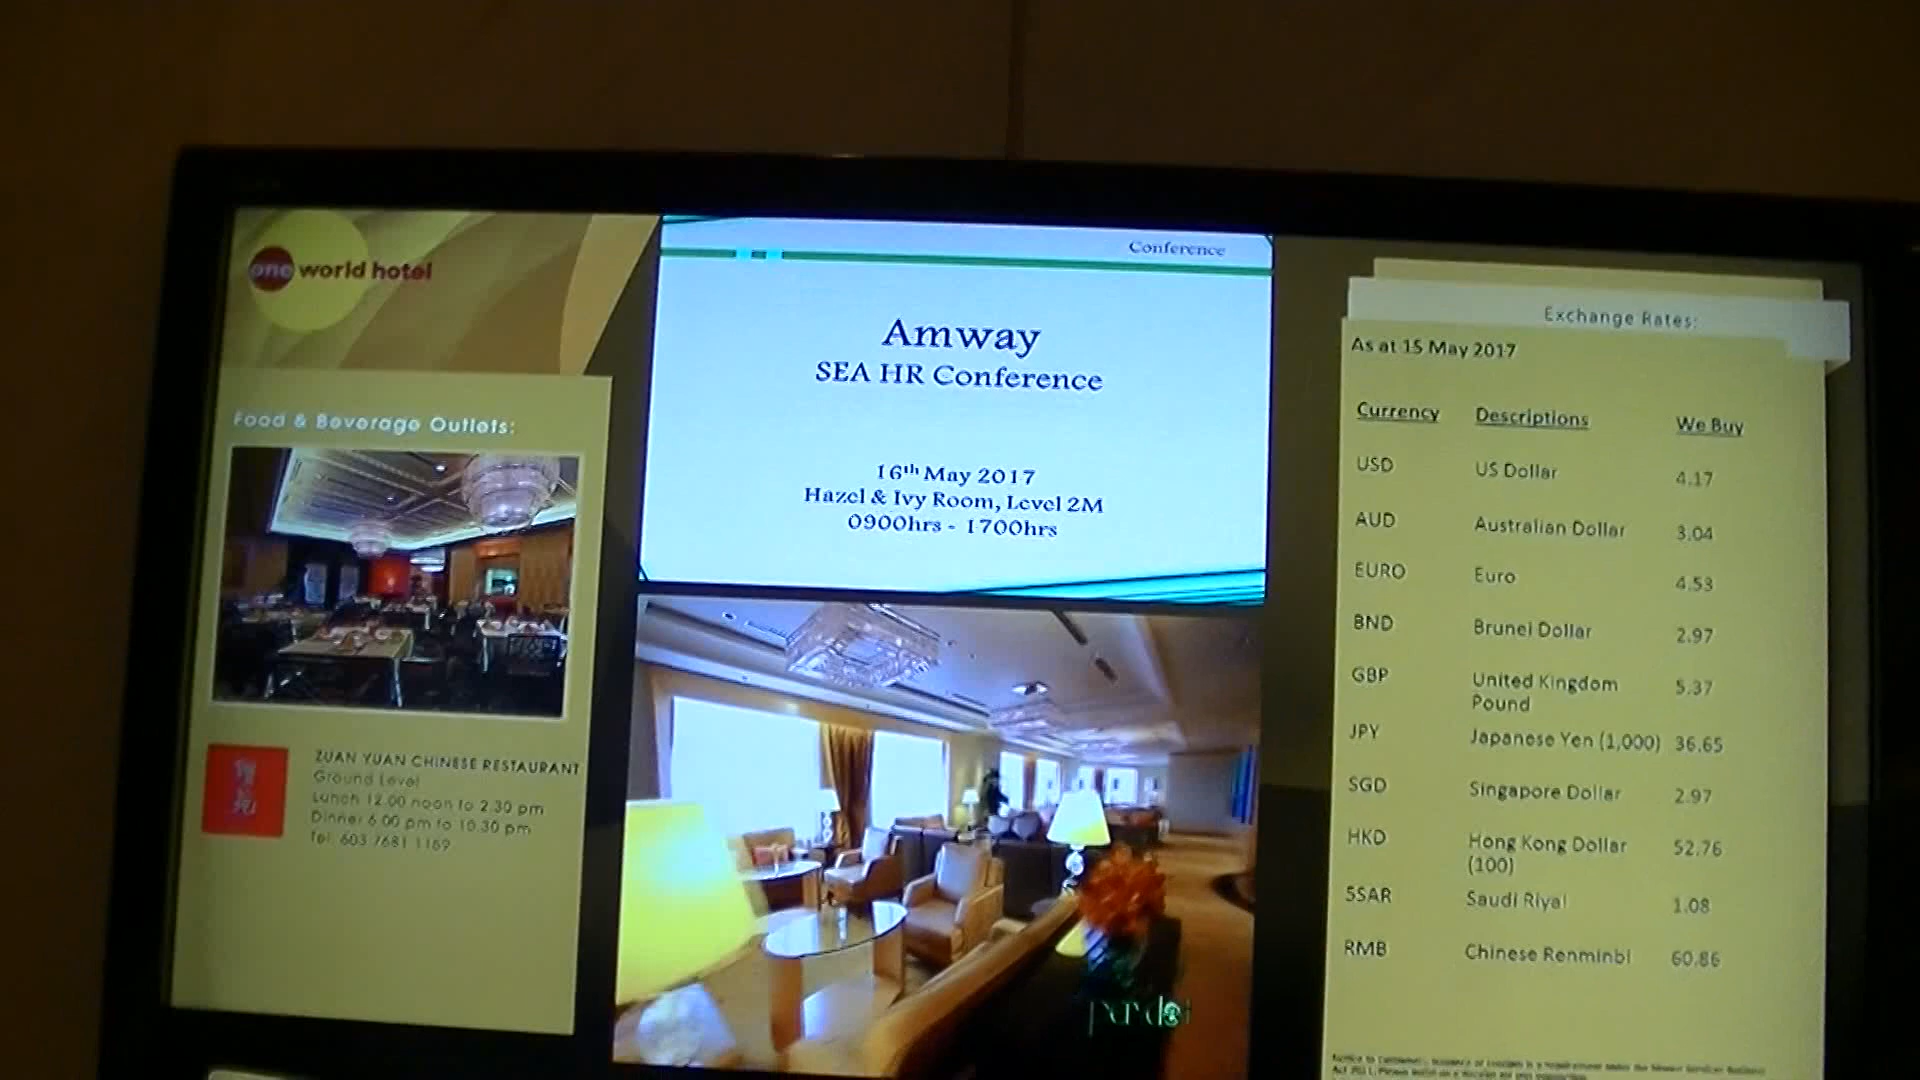 one world hotel
Food & Beverage Outlets:
ZUAN YUAN CHINESE RESTAURANT
Ground Level
Lunch 12.00 noon to 2.30 pm
Dinner 6.00 pm to 10.30 pm
Tel: 603 7681 1159
Conference
Amway
SEA HR Conference
16th May 2017
Hazel & Ivy Room, Level 2M
0900hrs - 1700hrs
Exchange Rates:
As at 15 May 2017
Currency Descriptions We Buy
USD US Dollar 4.17
AUD Australian Dollar 3.04
EURO Euro 4.53
BND Brunei Dollar 2.97
GBP United Kingdom Pound 5.37
JPY Japanese Yen (1,000) 36.65
SGD Singapore Dollar 2.97
HKD Hong Kong Dollar (100) 52.76
SSAR Saudi Riyal 1.08
RMB Chinese Renminbi 60.86